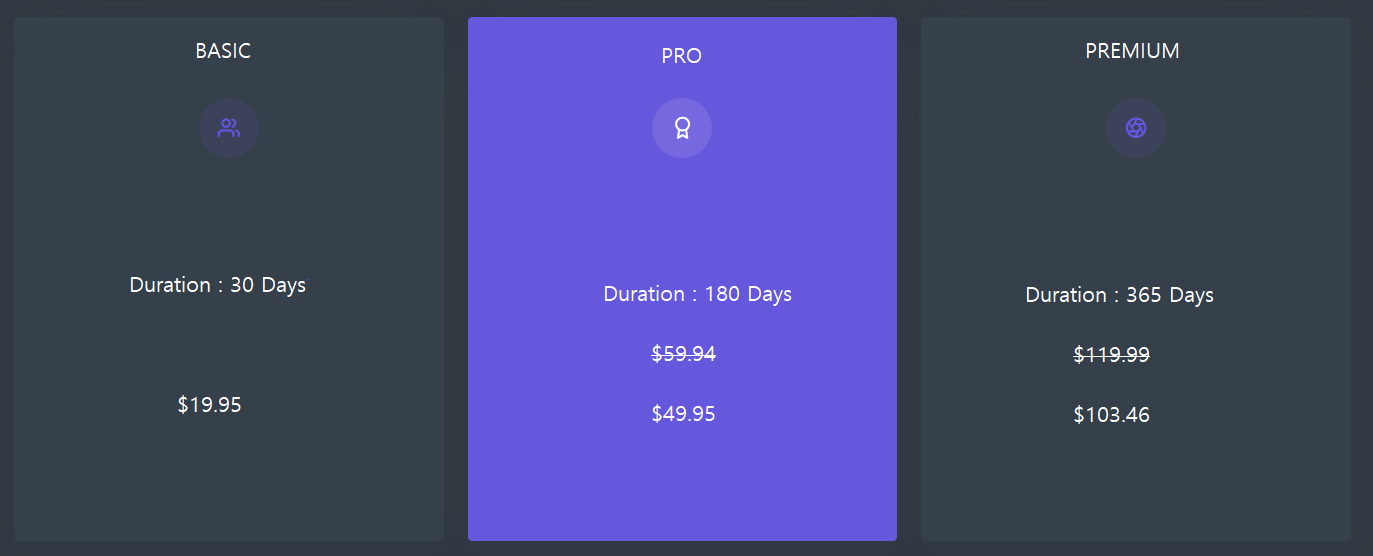 BASIC
Duration : 30 Days
$19.95
PRO
Duration : 180 Days
$59.94
$49.95
PREMIUM
Duration : 365 Days
$119.99
$103.46